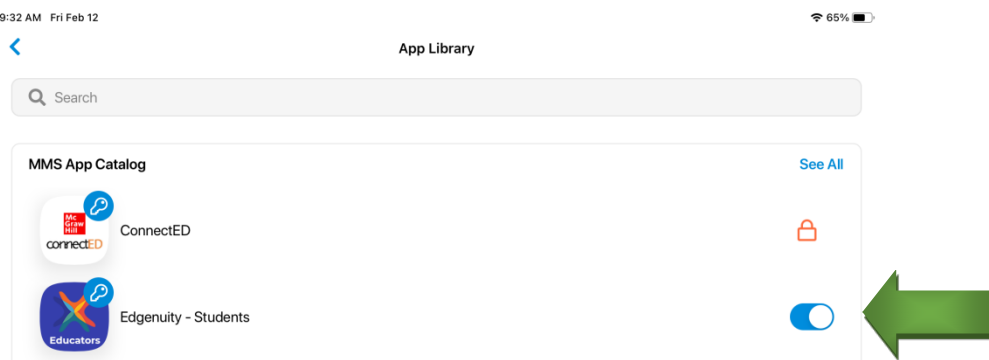 9:32 AM Fri Feb 12 65%
App Library
Search
MMS App Catalog See All
Mc
Graw
Hill
connectED
ConnectED
Edgenuity - Students
Educators